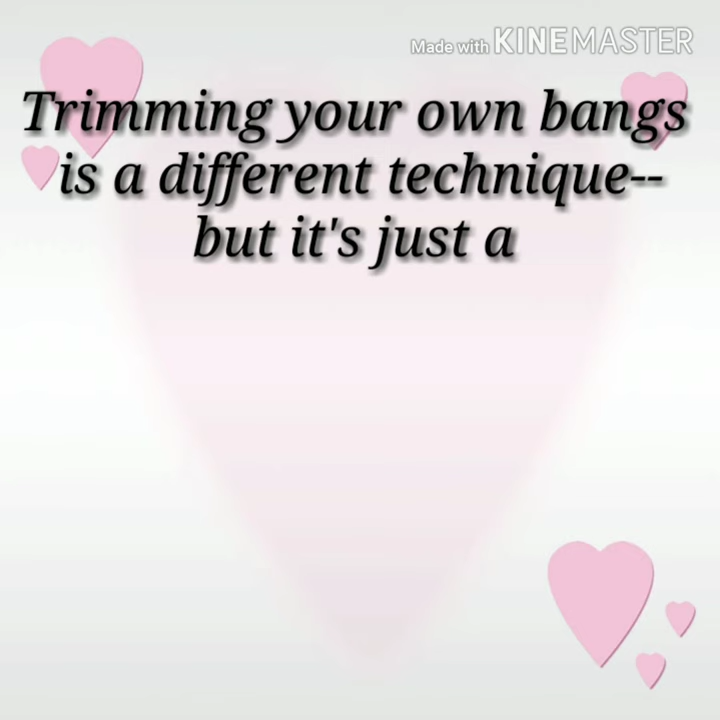 Made with KINEMASTER
Trimming your own bangs
is a different technique--
but it's just a